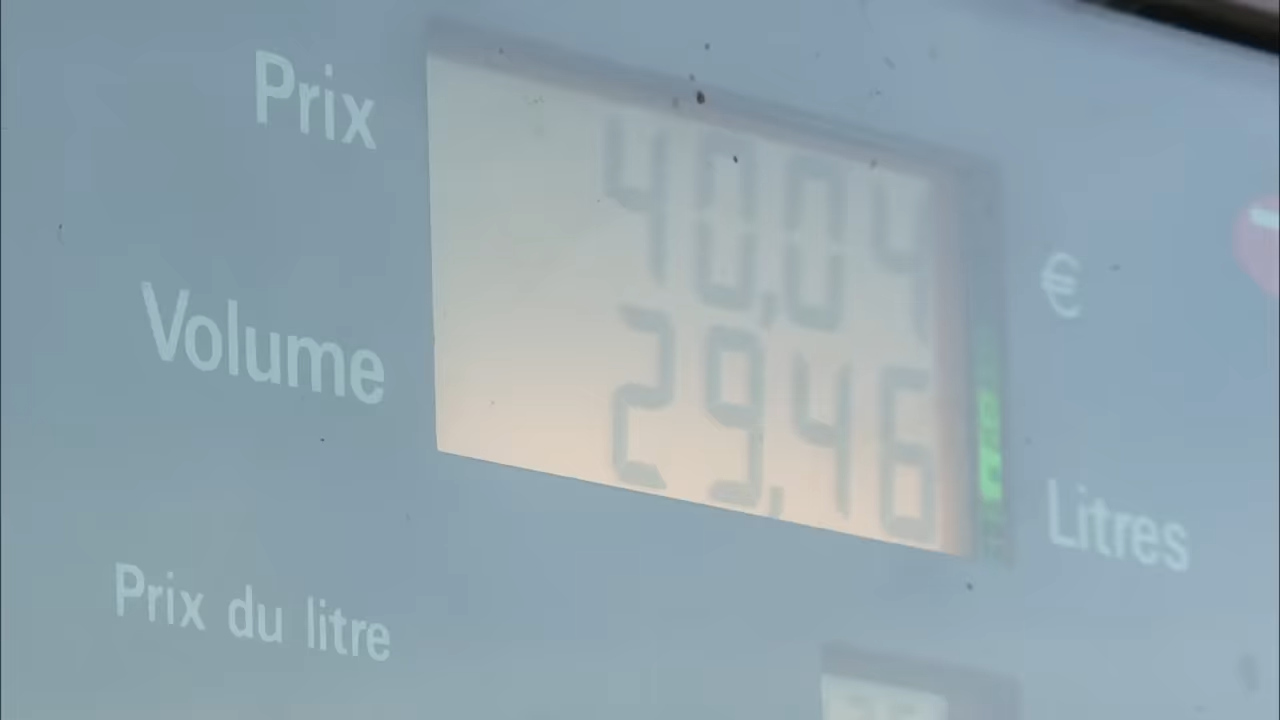 Prix 40,04 €
Volume 29,46 Litres
Prix du litre